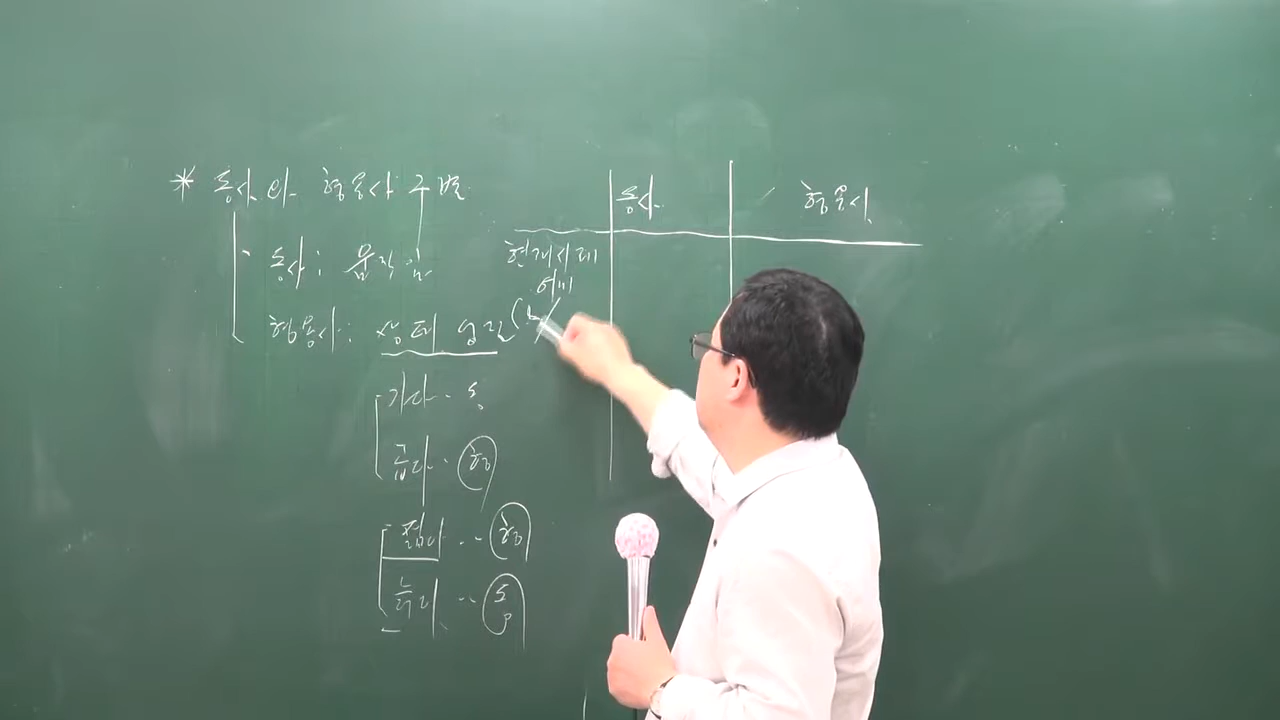 * 동사와 형용사 구별
동사: 움직임
형용사: 상태 성질
가다.. 동
곱다.. 형
젊다.. 형
늙다.. 동
동사 형용사
현재시제
어미